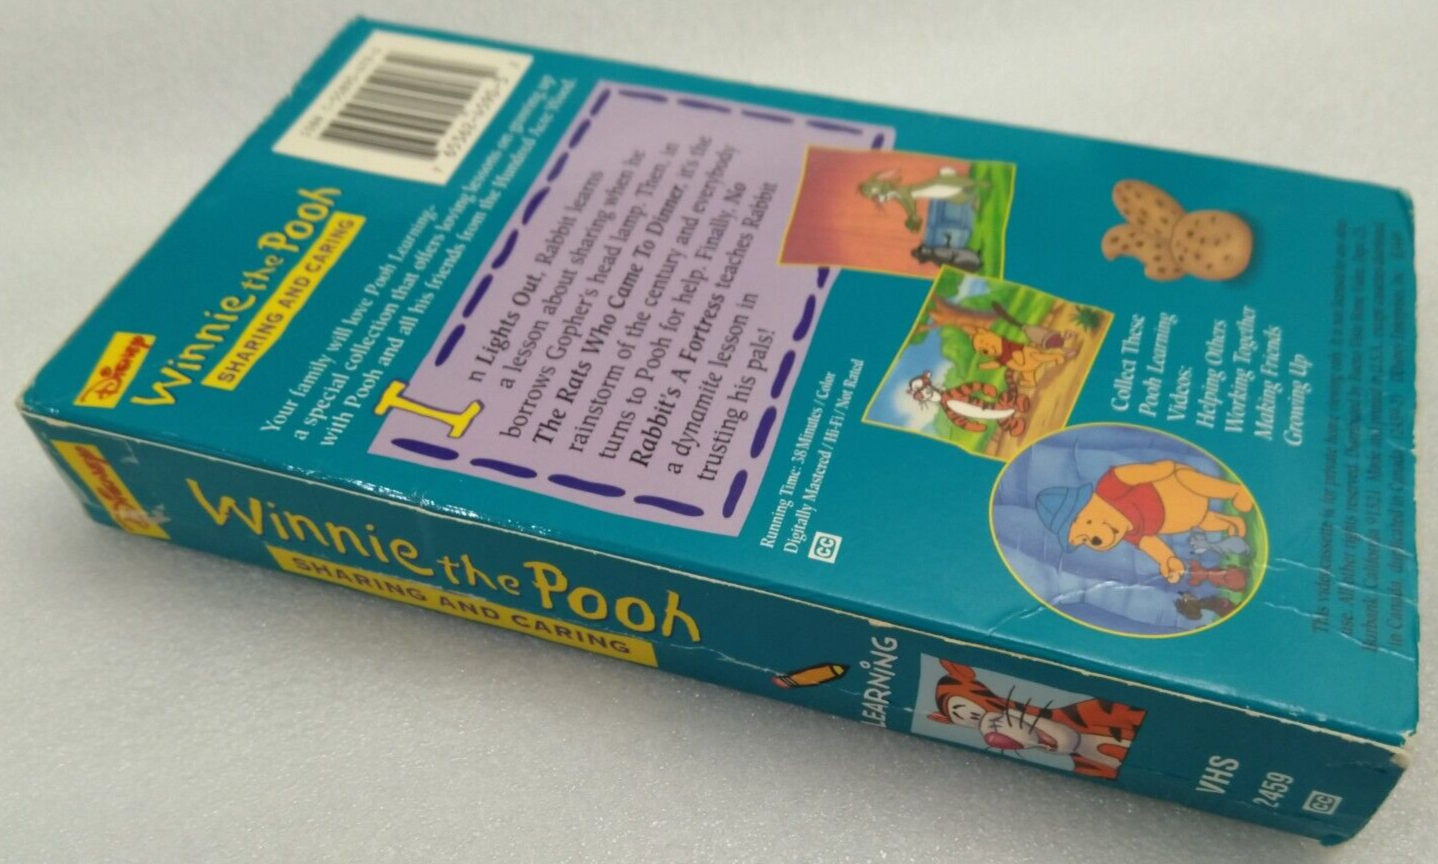 DISNEY
Winnie the Pooh
SHARING AND CARING
Your family will love Pooh Learning-
a special collection that offers loving lessons on growing up
with Pooh and all his friends from the Hundred Acre Wood.
In Lights Out, Rabbit learns
a lesson about sharing when he
borrows Gopher's head lamp. Then, in
The Rats Who Came To Dinner, it's the
rainstorm of the century and everybody
turns to Pooh for help. Finally, No
Rabbit's A Fortress teaches Rabbit
a dynamite lesson in
trusting his pals!
Running Time: 38 Minutes / Color
Digitally Mastered / Hi-Fi / Not Rated
CC
Collect These
Pooh Learning
Videos:
Helping Others
Working Together
Making Friends
Growing Up
DISNEY
Winnie the Pooh
SHARING AND CARING
LEARNING
VHS
2459
CC